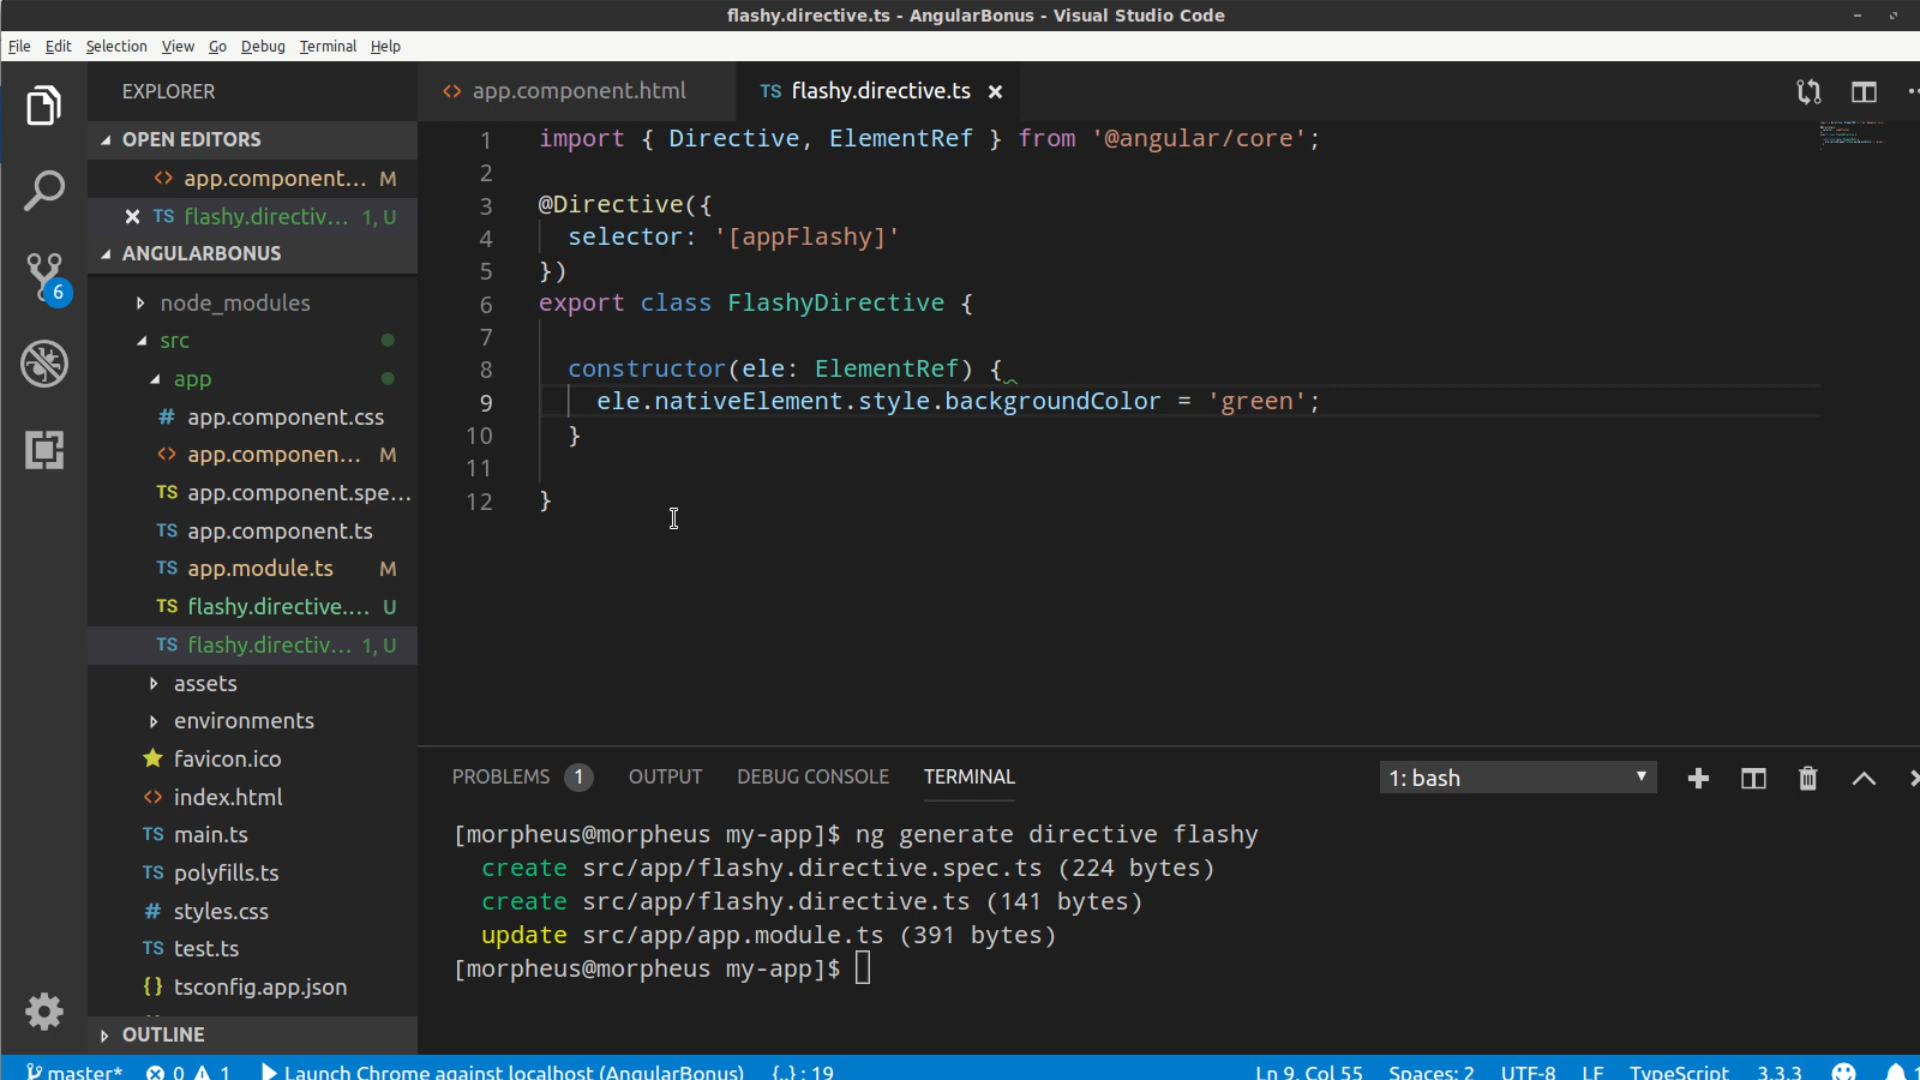 flashy.directive.ts - AngularBonus - Visual Studio Code
File Edit Selection View Go Debug Terminal Help
EXPLORER
OPEN EDITORS
<> app.component... M
TS flashy.directiv... 1, U
ANGULARBONUS
node_modules
src
app
# app.component.css
<> app.componen... M
TS app.component.spe...
TS app.component.ts
TS app.module.ts M
TS flashy.directive.... U
TS flashy.directiv... 1, U
assets
environments
favicon.ico
<> index.html
TS main.ts
TS polyfills.ts
# styles.css
TS test.ts
{} tsconfig.app.json
OUTLINE
6
<> app.component.html
TS flashy.directive.ts
1 import { Directive, ElementRef } from '@angular/core';
2
3 @Directive({
4 selector: '[appFlashy]'
5 })
6 export class FlashyDirective {
7
8 constructor(ele: ElementRef) {
9 ele.nativeElement.style.backgroundColor = 'green';
10 }
11
12 }
PROBLEMS 1 OUTPUT DEBUG CONSOLE TERMINAL 1: bash
[morpheus@morpheus my-app]$ ng generate directive flashy
create src/app/flashy.directive.spec.ts (224 bytes)
create src/app/flashy.directive.ts (141 bytes)
update src/app/app.module.ts (391 bytes)
[morpheus@morpheus my-app]$
master* 0 1 Launch Chrome against localhost (AngularBonus) {..} : 19 Ln 9, Col 55 Spaces: 2 UTF-8 LF TypeScript 3.3.3 1